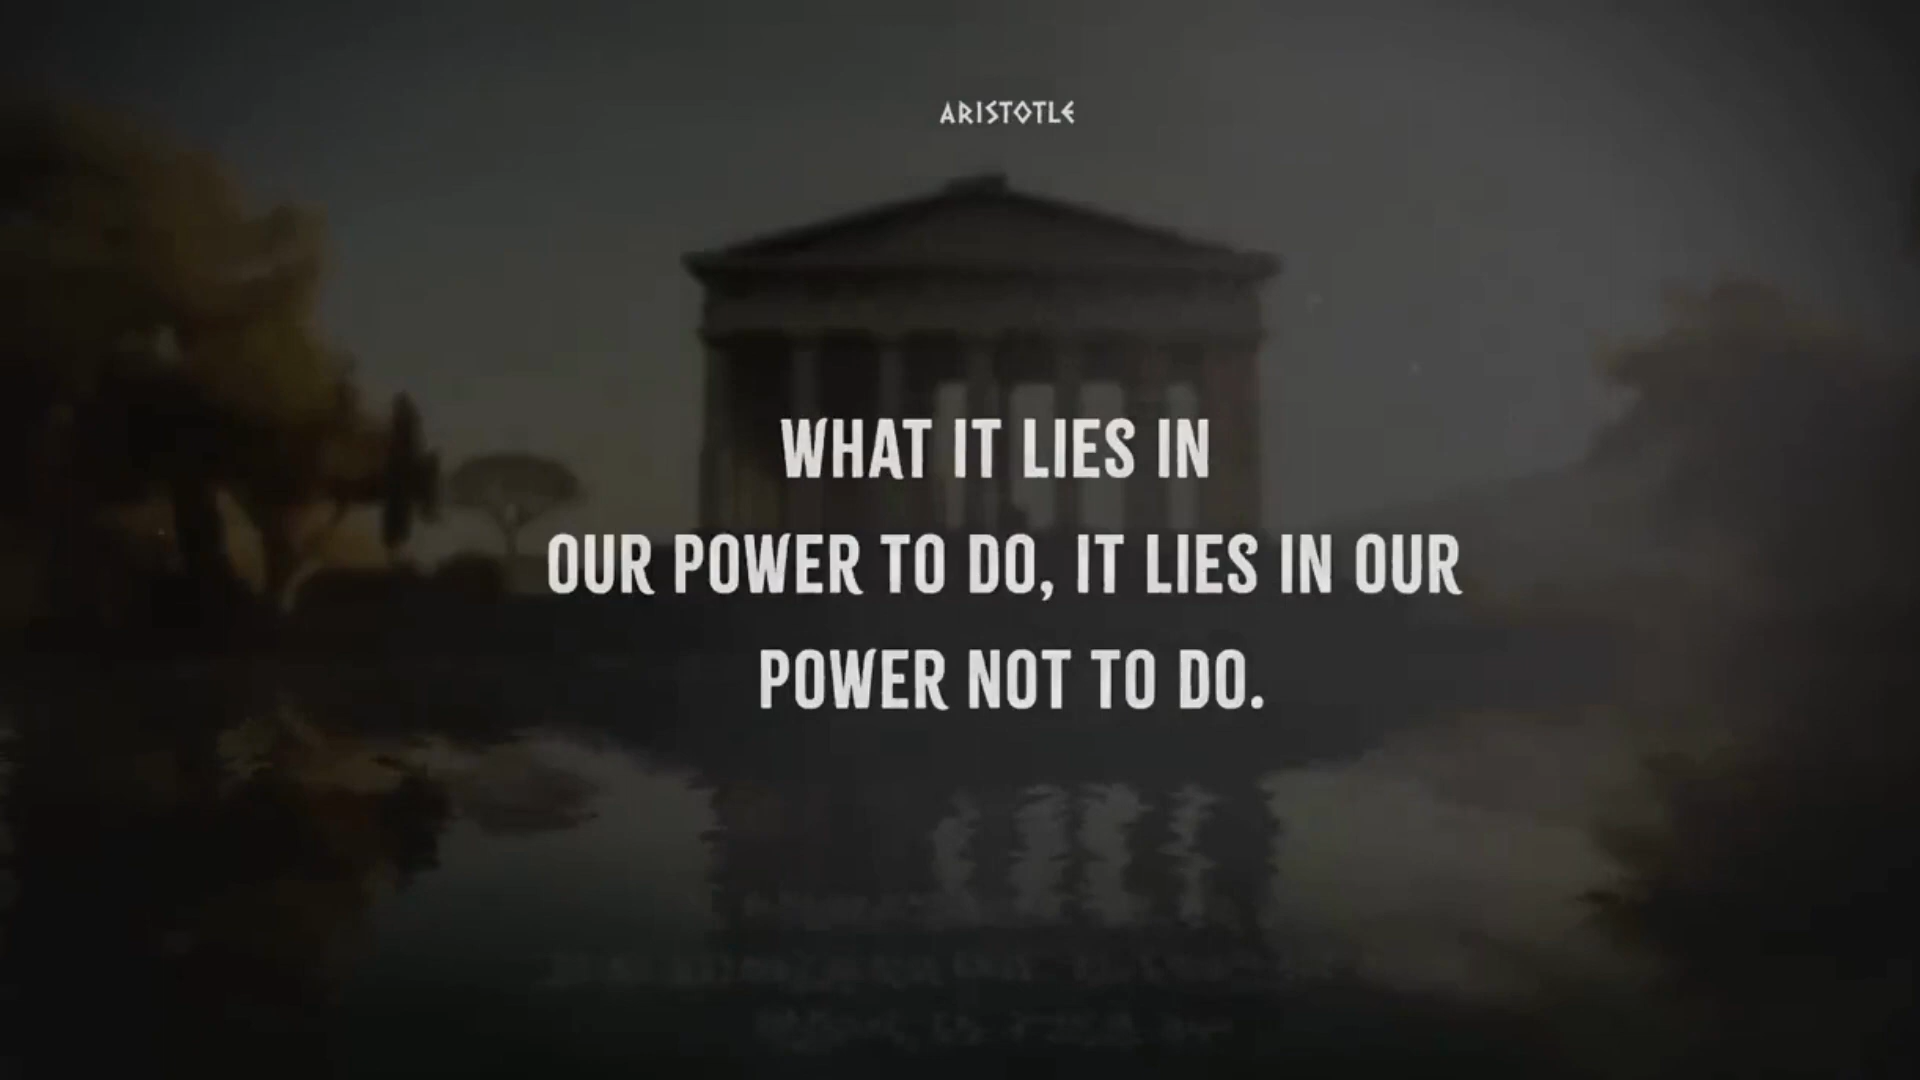 ARISTOTLE
WHAT IT LIES IN
OUR POWER TO DO, IT LIES IN OUR
POWER NOT TO DO.